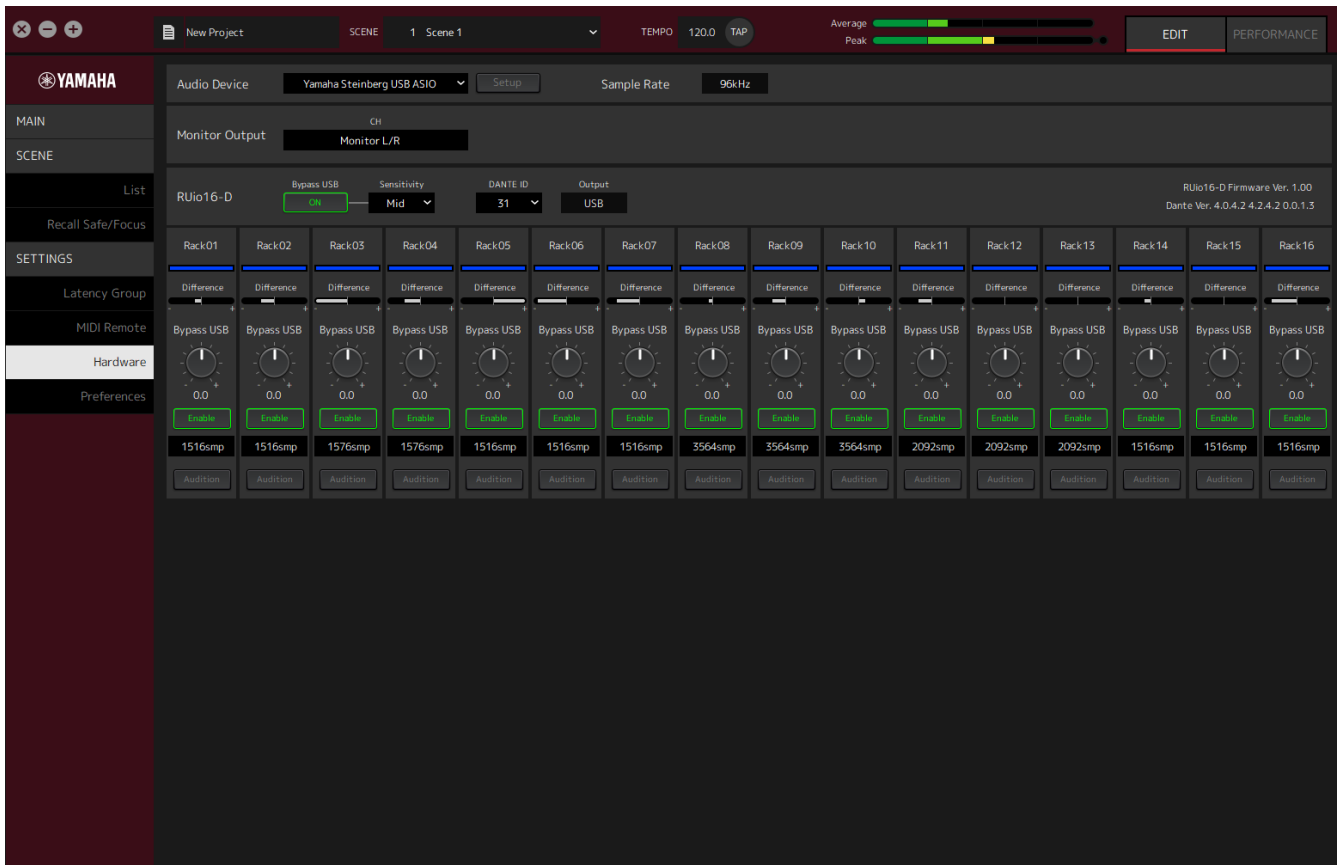 New Project SCENE 1 Scene 1 TEMPO 120.0 TAP Average Peak EDIT PERFORMANCE
YAMAHA
MAIN
SCENE
List
Recall Safe/Focus
SETTINGS
Latency Group
MIDI Remote
Hardware
Preferences
Audio Device Yamaha Steinberg USB ASIO Setup Sample Rate 96kHz
CH
Monitor Output Monitor L/R
Bypass USB Sensitivity DANTE ID Output
RUio16-D ON Mid 31 USB
RUio16-D Firmware Ver. 1.00
Dante Ver. 4.0.4.2 4.2.4.2 0.0.1.3
Rack01 Rack02 Rack03 Rack04 Rack05 Rack06 Rack07 Rack08 Rack09 Rack10 Rack11 Rack12 Rack13 Rack14 Rack15 Rack16
Difference Difference Difference Difference Difference Difference Difference Difference Difference Difference Difference Difference Difference Difference Difference Difference
- + - + - + - + - + - + - + - + - + - + - + - + - + - + - + - +
Bypass USB Bypass USB Bypass USB Bypass USB Bypass USB Bypass USB Bypass USB Bypass USB Bypass USB Bypass USB Bypass USB Bypass USB Bypass USB Bypass USB Bypass USB Bypass USB
- + - + - + - + - + - + - + - + - + - + - + - + - + - + - + - +
0.0 0.0 0.0 0.0 0.0 0.0 0.0 0.0 0.0 0.0 0.0 0.0 0.0 0.0 0.0 0.0
Enable Enable Enable Enable Enable Enable Enable Enable Enable Enable Enable Enable Enable Enable Enable Enable
1516smp 1516smp 1576smp 1576smp 1516smp 1516smp 1516smp 3564smp 3564smp 3564smp 2092smp 2092smp 2092smp 1516smp 1516smp 1516smp
Audition Audition Audition Audition Audition Audition Audition Audition Audition Audition Audition Audition Audition Audition Audition Audition